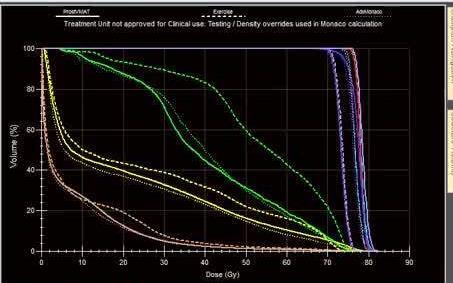 ProstVMAT Exercise AdaMonaco
Treatment Unit not approved for Clinical use: Testing / Density overrides used in Monaco calculation
100
80
60
40
20
0
Volume (%)
0 10 20 30 40 50 60 70 80 90
Dose (Gy)